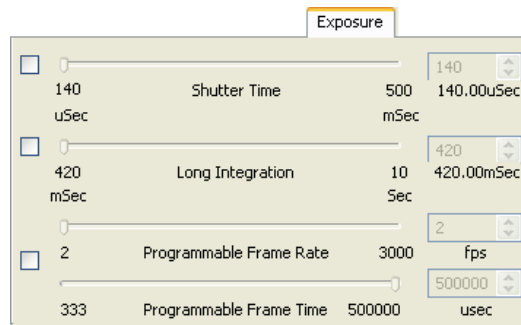 Exposure
140
140 Shutter Time 500 140.00uSec
uSec mSec
420
420 Long Integration 10 420.00mSec
mSec Sec
2
2 Programmable Frame Rate 3000 fps
500000
333 Programmable Frame Time 500000 usec